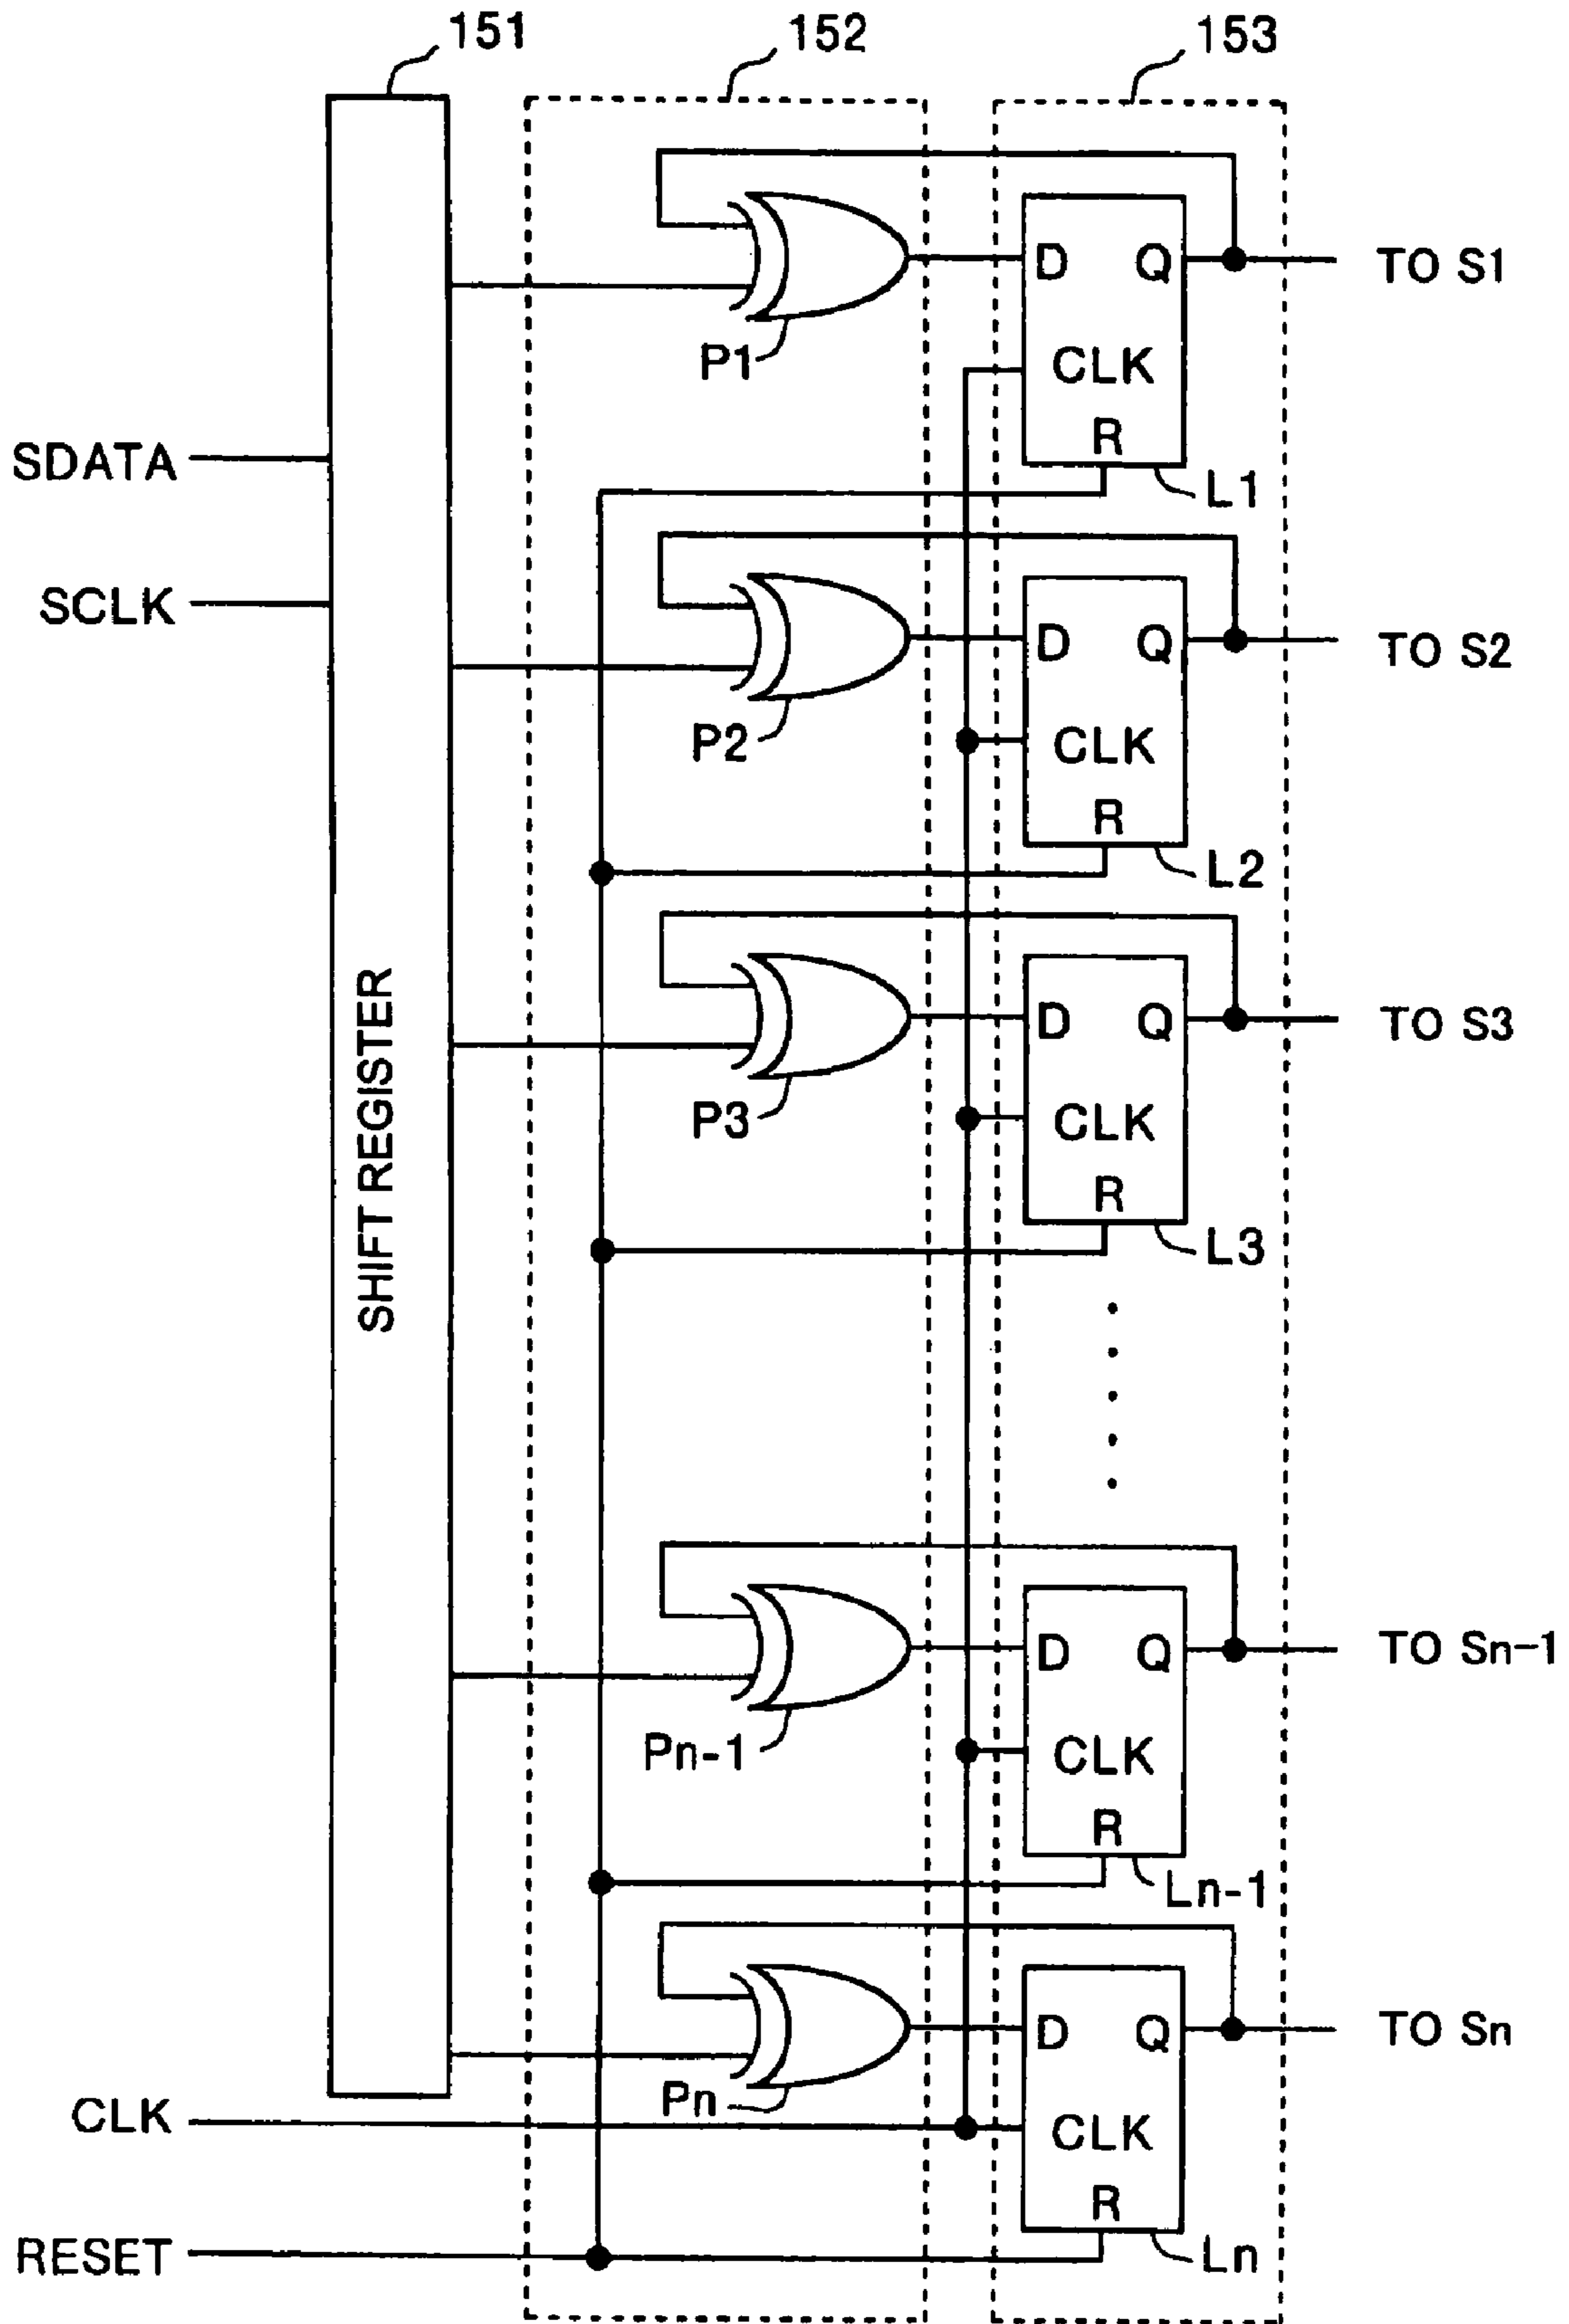 151
152
153
D Q
TO S1
P1
CLK
R
SDATA
L1
SCLK
D Q
TO S2
P2
CLK
R
L2
SHIFT REGISTER
D Q
TO S3
P3
CLK
R
L3
D Q
TO Sn-1
Pn-1
CLK
R
Ln-1
D Q
TO Sn
Pn
CLK
CLK
R
RESET
Ln